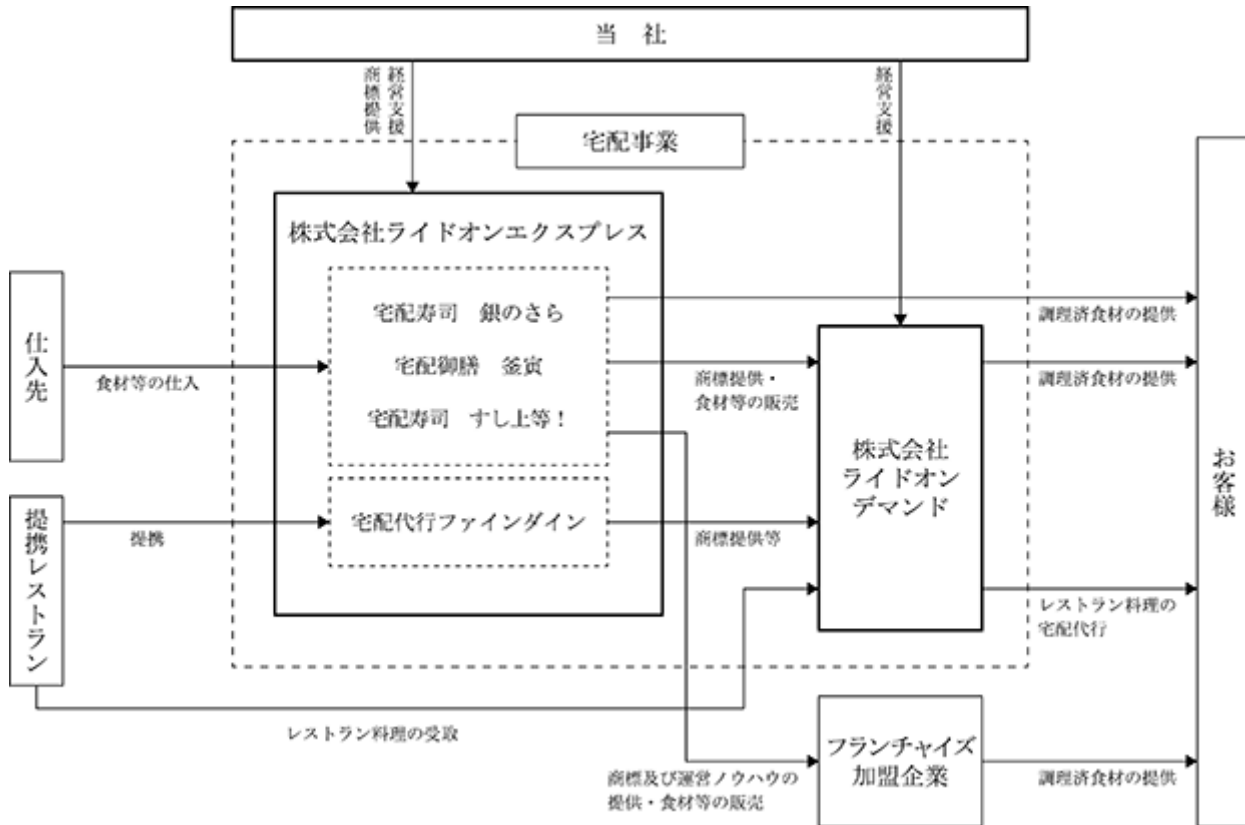 当 社
商標提供
経営支援
経営支援
宅配事業
株式会社ライドオンエクスプレス
宅配寿司 銀のさら
宅配御膳 釜寅
宅配寿司 すし上等！
宅配代行ファインダイン
仕入先
食材等の仕入
提携レストラン
提携
レストラン料理の受取
商標提供・
食材等の販売
商標提供等
商標及び運営ノウハウの
提供・食材等の販売
株式会社
ライドオン
デマンド
フランチャイズ
加盟企業
調理済食材の提供
調理済食材の提供
レストラン料理の
宅配代行
調理済食材の提供
お客様